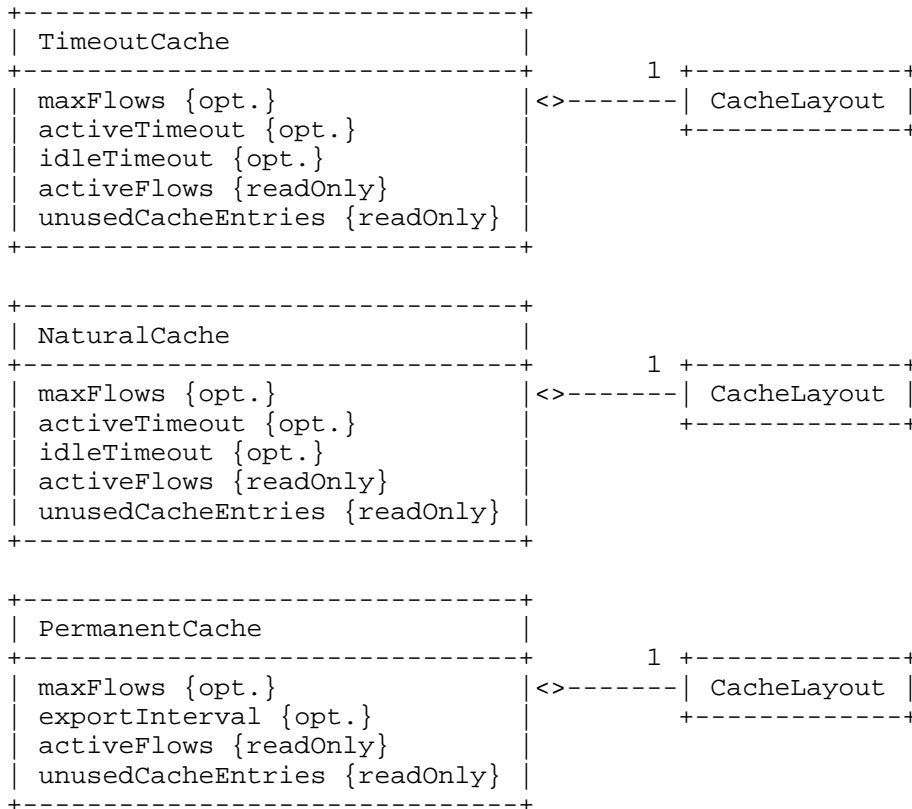 TimeoutCache
1
maxFlows {opt.} <>-------| CacheLayout
activeTimeout {opt.}
idleTimeout {opt.}
activeFlows {readOnly}
unusedCacheEntries {readOnly}
NaturalCache
1
maxFlows {opt.} <>-------| CacheLayout
activeTimeout {opt.}
idleTimeout {opt.}
activeFlows {readOnly}
unusedCacheEntries {readOnly}
PermanentCache
1
maxFlows {opt.} <>-------| CacheLayout
exportInterval {opt.}
activeFlows {readOnly}
unusedCacheEntries {readOnly}